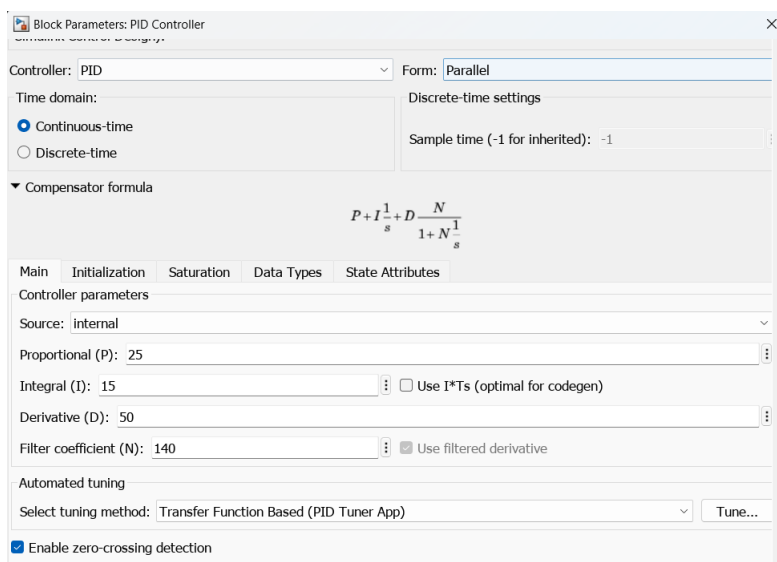 Block Parameters: PID Controller
Simulink Control Design).
Controller: PID Form: Parallel
Time domain:
Discrete-time settings
Continuous-time
Discrete-time
Sample time (-1 for inherited): -1
Compensator formula
P + I 1/s + D N/(1 + N 1/s)
Main Initialization Saturation Data Types State Attributes
Controller parameters
Source: internal
Proportional (P): 25
Integral (I): 15 Use I*Ts (optimal for codegen)
Derivative (D): 50
Filter coefficient (N): 140 Use filtered derivative
Automated tuning
Select tuning method: Transfer Function Based (PID Tuner App) Tune...
Enable zero-crossing detection